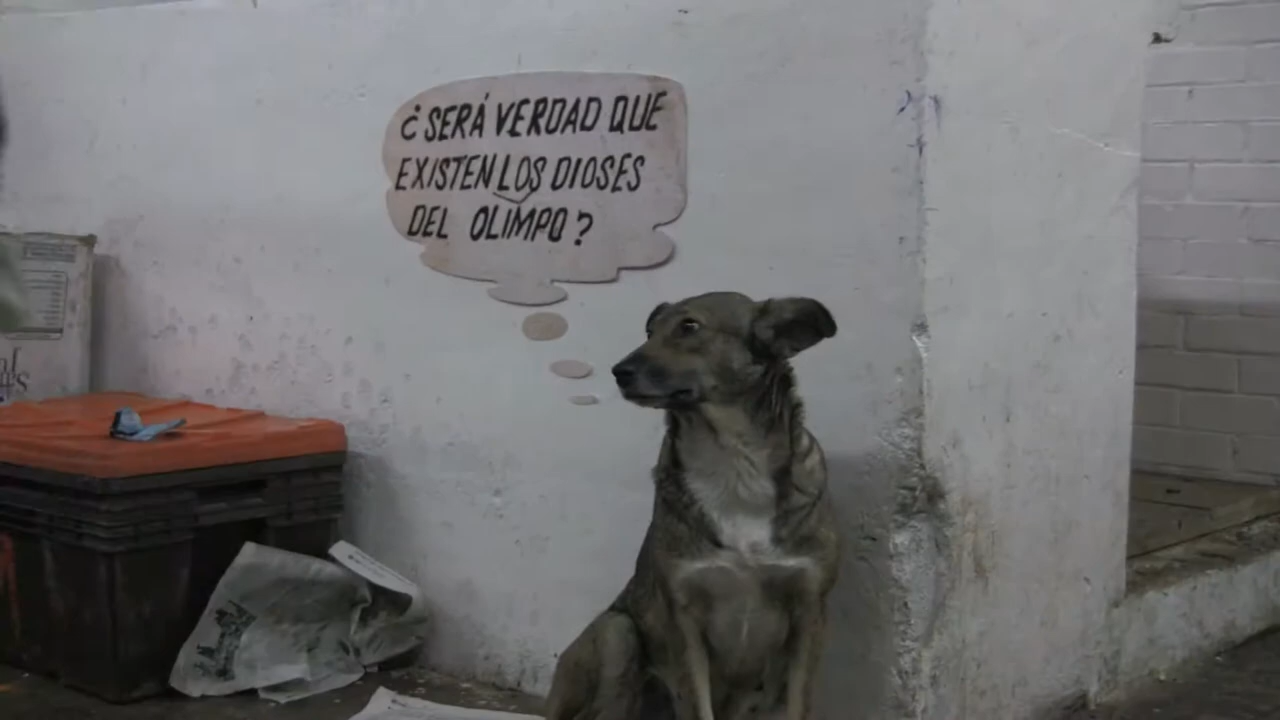 ¿SERÁ VERDAD QUE
EXISTEN LOS DIOSES
DEL OLIMPO?